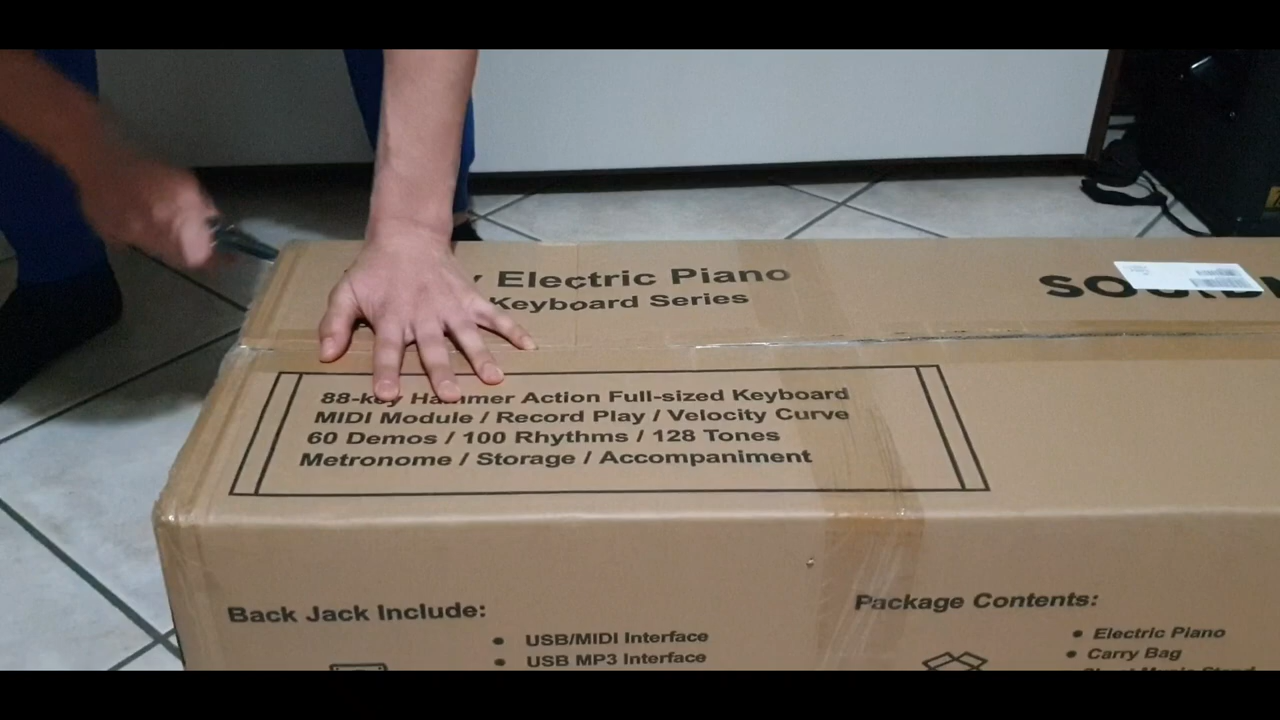 Electric Piano
Keyboard Series
88-key Hammer Action Full-sized Keyboard
MIDI Module / Record Play / Velocity Curve
60 Demos / 100 Rhythms / 128 Tones
Metronome / Storage / Accompaniment
Back Jack Include:
USB/MIDI Interface
USB MP3 Interface
Package Contents:
Electric Piano
Carry Bag